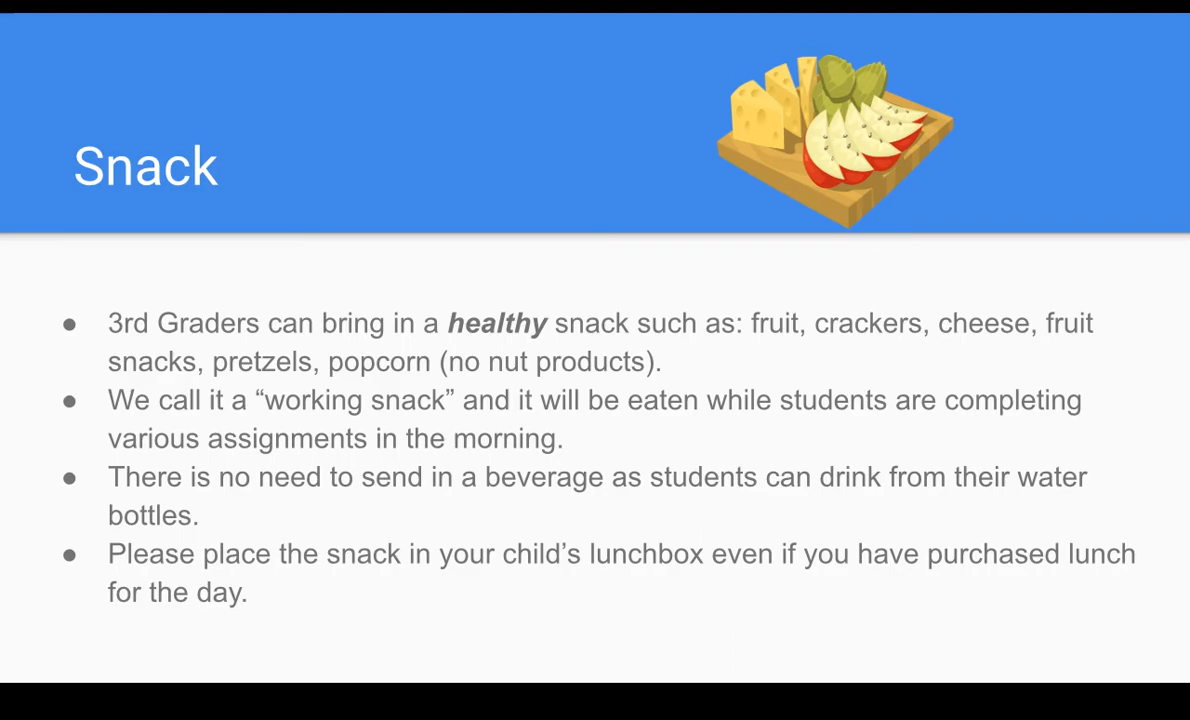 Snack
● 3rd Graders can bring in a healthy snack such as: fruit, crackers, cheese, fruit
snacks, pretzels, popcorn (no nut products).
● We call it a “working snack” and it will be eaten while students are completing
various assignments in the morning.
● There is no need to send in a beverage as students can drink from their water
bottles.
● Please place the snack in your child’s lunchbox even if you have purchased lunch
for the day.